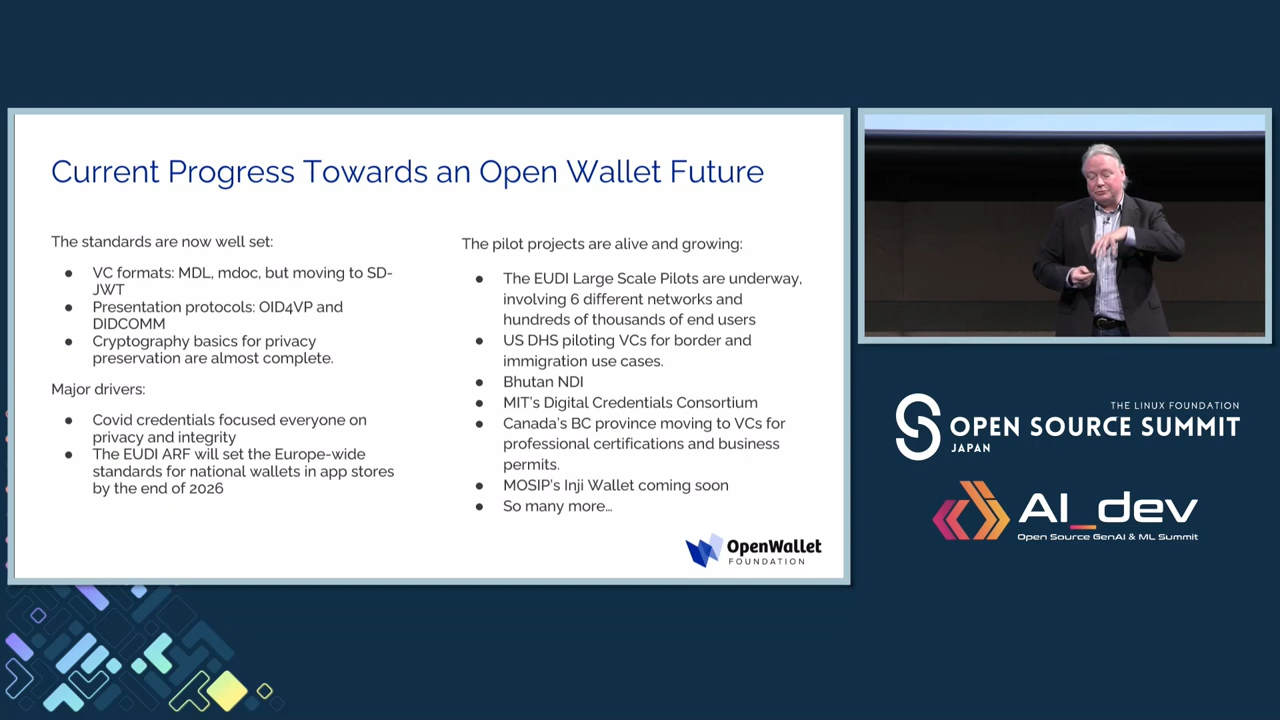 Current Progress Towards an Open Wallet Future
The standards are now well set:
● VC formats: MDL, mdoc, but moving to SD-
JWT
● Presentation protocols: OID4VP and
DIDCOMM
● Cryptography basics for privacy
preservation are almost complete.
Major drivers:
● Covid credentials focused everyone on
privacy and integrity
● The EUDI ARF will set the Europe-wide
standards for national wallets in app stores
by the end of 2026
The pilot projects are alive and growing:
● The EUDI Large Scale Pilots are underway,
involving 6 different networks and
hundreds of thousands of end users
● US DHS piloting VCs for border and
immigration use cases.
● Bhutan NDI
● MIT's Digital Credentials Consortium
● Canada's BC province moving to VCs for
professional certifications and business
permits.
● MOSIP's Inji Wallet coming soon
● So many more…
OpenWallet
FOUNDATION
THE LINUX FOUNDATION
OPEN SOURCE SUMMIT
JAPAN
AI_dev
Open Source GenAI & ML Summit